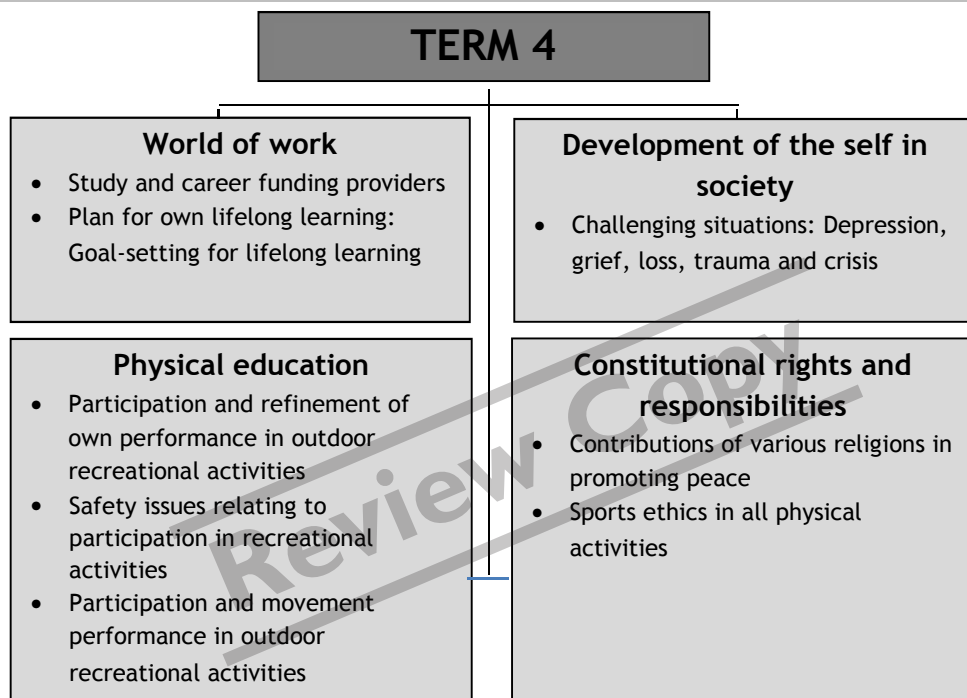 TERM 4
World of work
• Study and career funding providers
• Plan for own lifelong learning:
Goal-setting for lifelong learning
Development of the self in
society
• Challenging situations: Depression,
grief, loss, trauma and crisis
Physical education
• Participation and refinement of
own performance in outdoor
recreational activities
• Safety issues relating to
participation in recreational
activities
• Participation and movement
performance in outdoor
recreational activities
Constitutional rights and
responsibilities
• Contributions of various religions in
promoting peace
• Sports ethics in all physical
activities
Review Copy